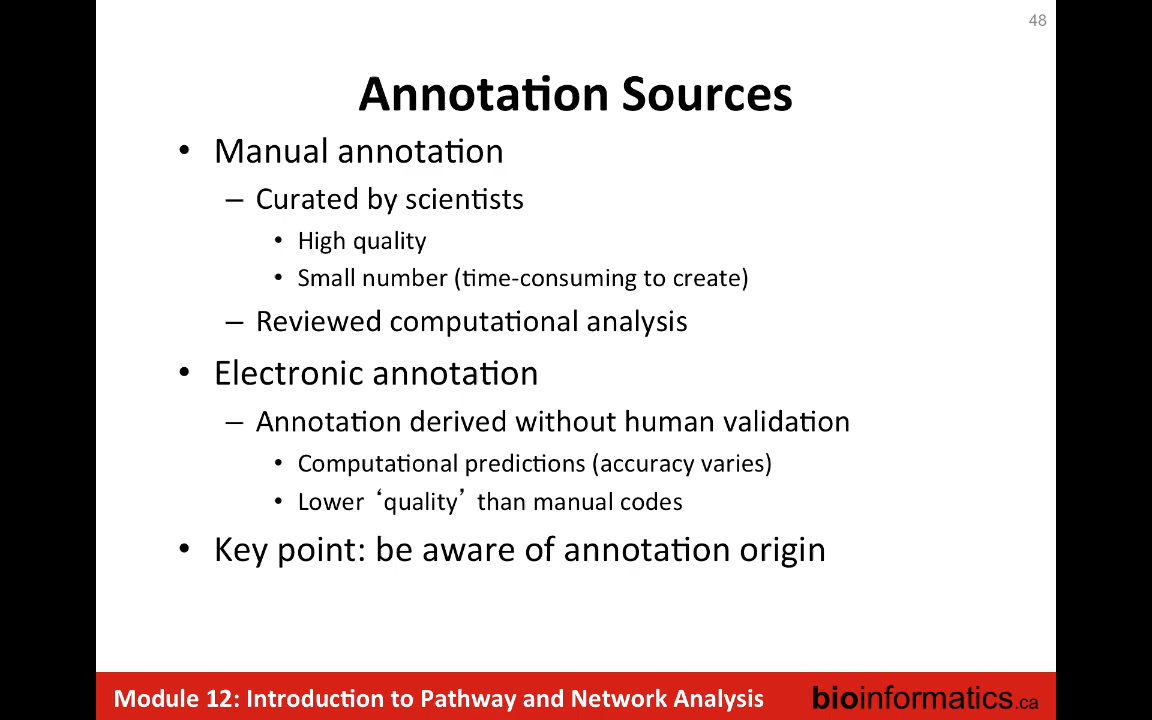 48
Annotation Sources
• Manual annotation
– Curated by scientists
• High quality
• Small number (time-consuming to create)
– Reviewed computational analysis
• Electronic annotation
– Annotation derived without human validation
• Computational predictions (accuracy varies)
• Lower ‘quality’ than manual codes
• Key point: be aware of annotation origin
Module 12: Introduction to Pathway and Network Analysis
bioinformatics.ca